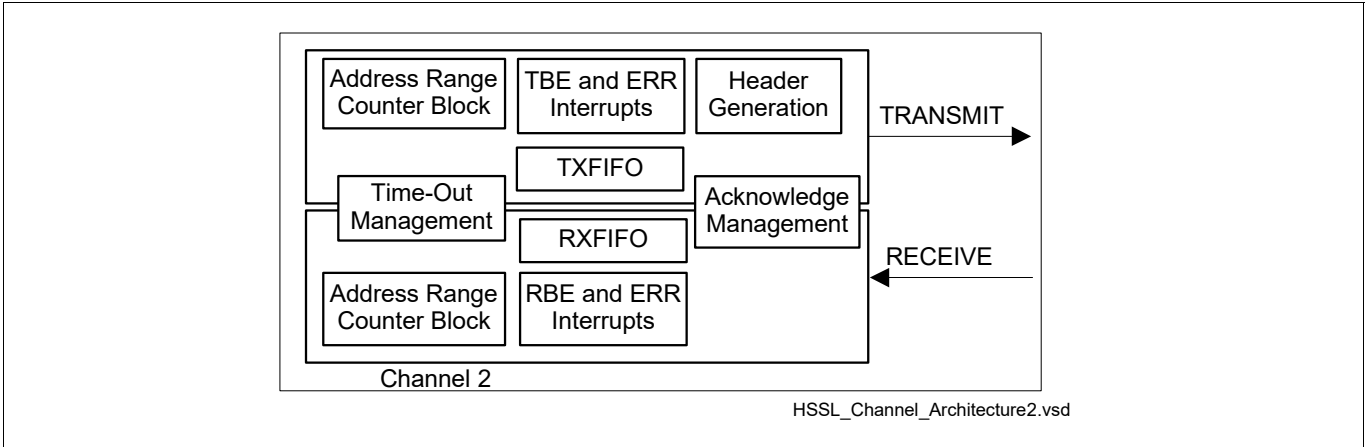 Address Range
Counter Block
TBE and ERR
Interrupts
Header
Generation
TRANSMIT
TXFIFO
Time-Out
Management
Acknowledge
Management
RXFIFO
RECEIVE
Address Range
Counter Block
RBE and ERR
Interrupts
Channel 2
HSSL_Channel_Architecture2.vsd